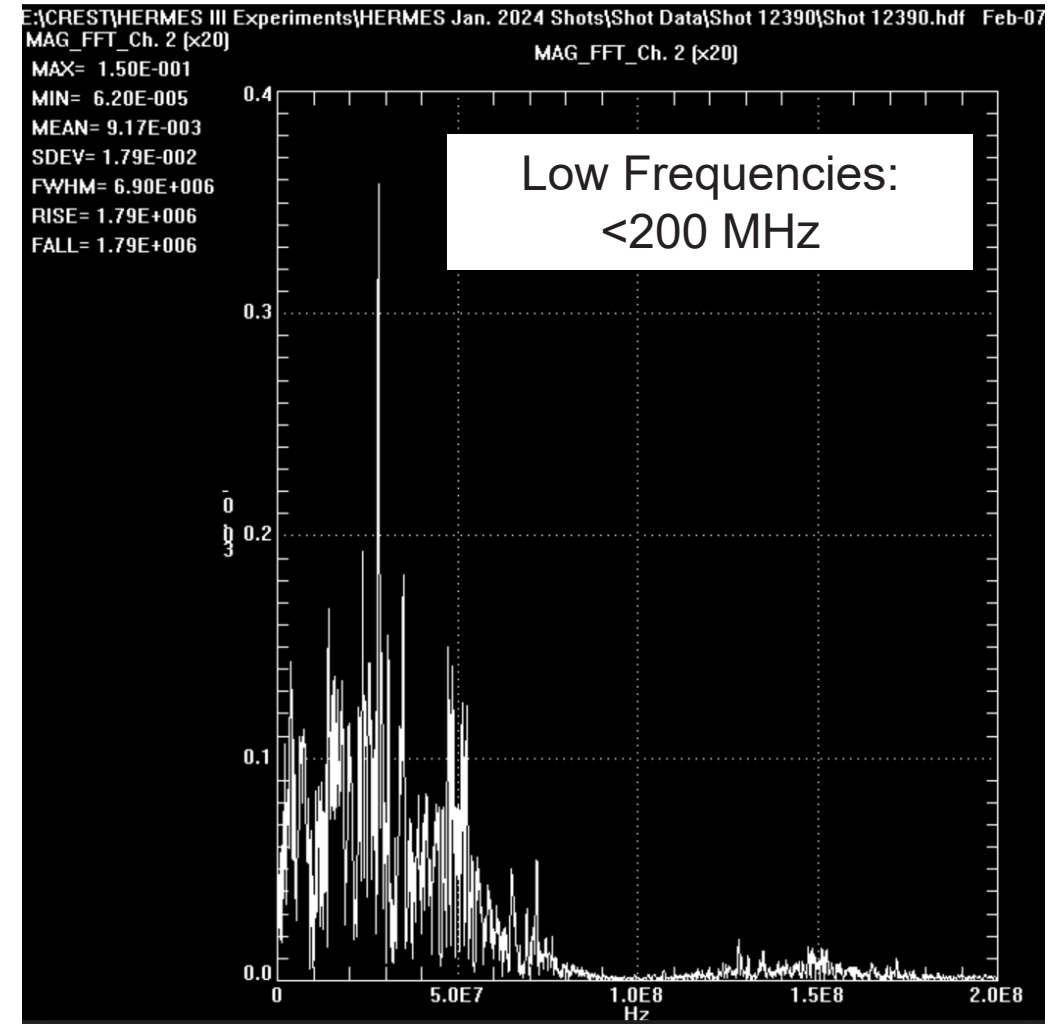 E:\CREST\HERMES III Experiments\HERMES Jan. 2024 Shots\Shot Data\Shot 12390\Shot 12390.hdf Feb-07
MAG_FFT_Ch. 2 (x20)
MAG_FFT_Ch. 2 (x20)
MAX= 1.50E-001
MIN= 6.20E-005
MEAN= 9.17E-003
SDEV= 1.79E-002
FWHM= 6.90E+006
RISE= 1.79E+006
FALL= 1.79E+006
Low Frequencies:
<200 MHz
0.4
0.3
0.2
0.1
0.0
0 5.0E7 1.0E8 1.5E8 2.0E8
Hz